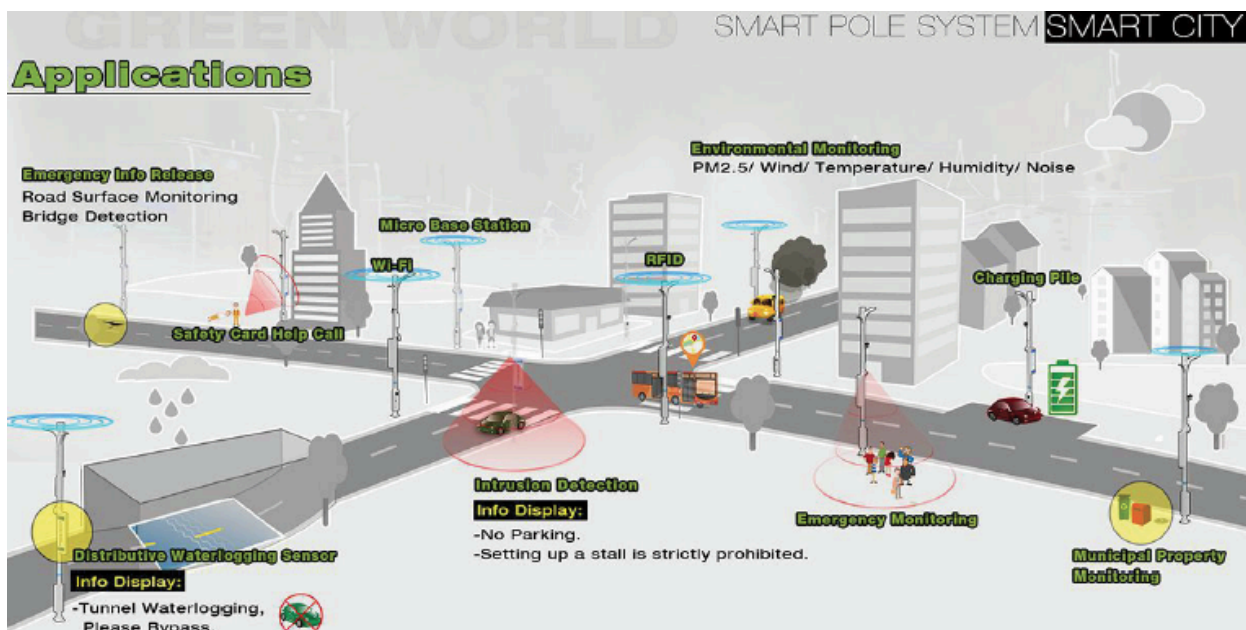 GREEN WORLD
SMART POLE SYSTEM SMART CITY
Applications
Emergency Info Release
Road Surface Monitoring
Bridge Detection
Environmental Monitoring
PM2.5/ Wind/ Temperature/ Humidity/ Noise
Micro Base Station
Wi-Fi
RFID
Charging Pile
Safety Card Help Call
Intrusion Detection
Info Display:
-No Parking.
-Setting up a stall is strictly prohibited.
Emergency Monitoring
Municipal Property
Monitoring
Distributive Waterlogging Sensor
Info Display:
-Tunnel Waterlogging,
Please Bypass